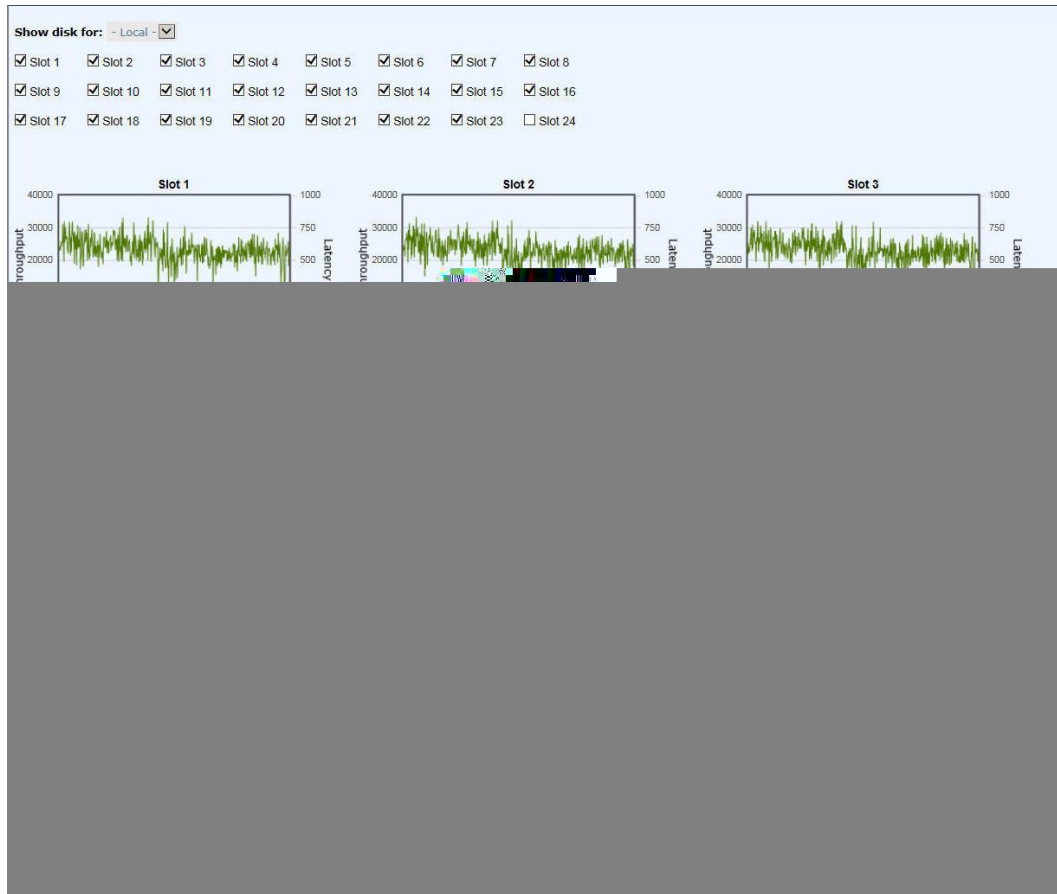 Show disk for: - Local -
Slot 1 Slot 2 Slot 3 Slot 4 Slot 5 Slot 6 Slot 7 Slot 8
Slot 9 Slot 10 Slot 11 Slot 12 Slot 13 Slot 14 Slot 15 Slot 16
Slot 17 Slot 18 Slot 19 Slot 20 Slot 21 Slot 22 Slot 23 Slot 24
Slot 1 Slot 2 Slot 3
40000 1000 40000 1000 40000 1000
30000 750 30000 750 30000 750
20000 500 20000 500 20000 500
Latency